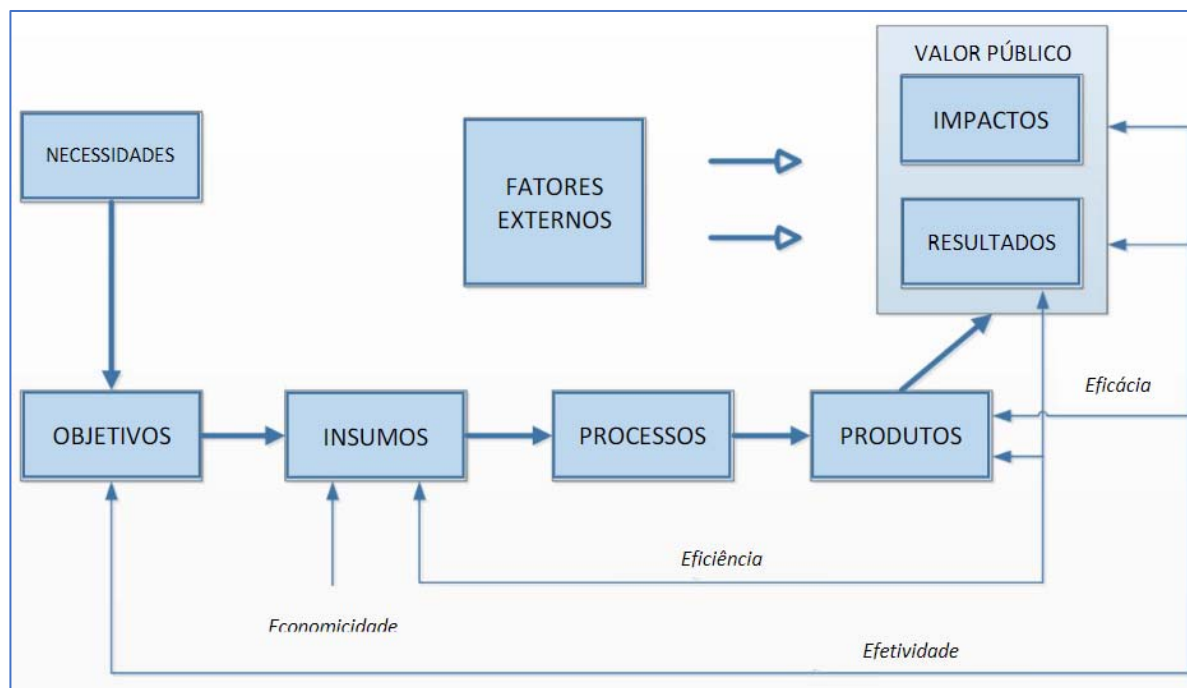 VALOR PÚBLICO
IMPACTOS
NECESSIDADES
FATORES
EXTERNOS
RESULTADOS
Eficácia
OBJETIVOS
INSUMOS
PROCESSOS
PRODUTOS
Eficiência
Economicidade
Efetividade